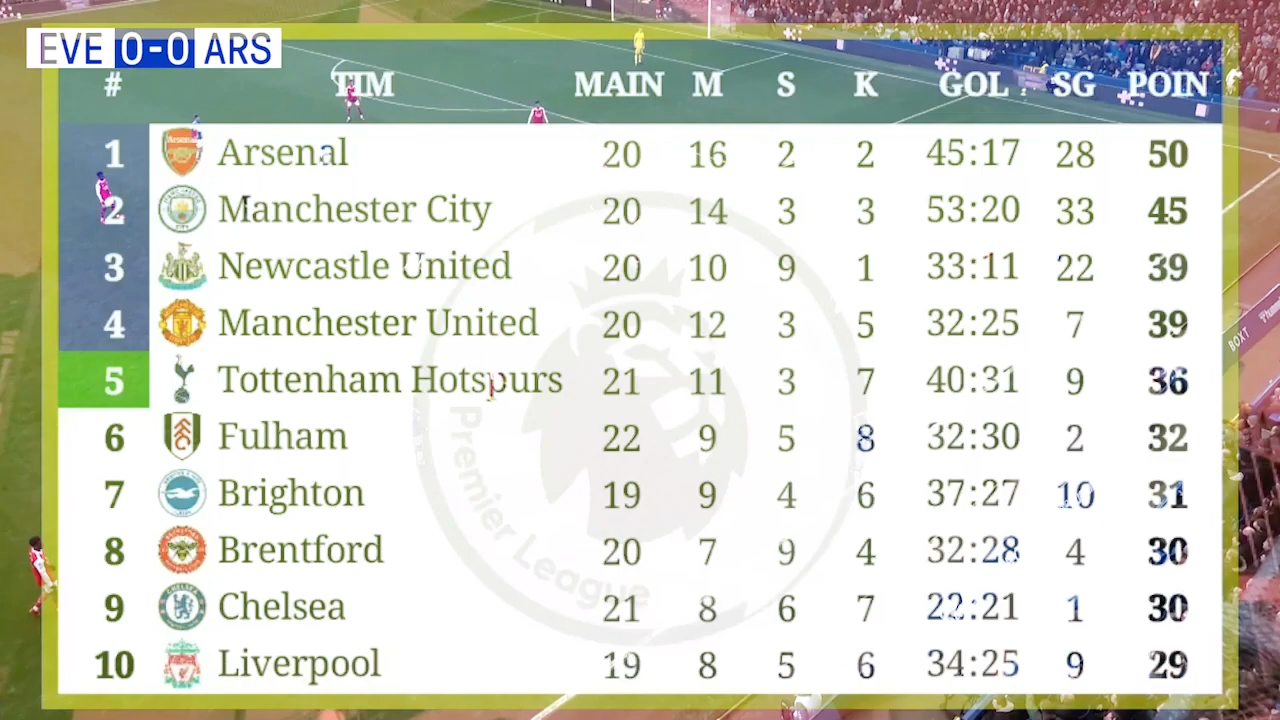 EVE 0-0 ARS
# TIM MAIN M S K GOL SG POIN
1 Arsenal 20 16 2 2 45:17 28 50
2 Manchester City 20 14 3 3 53:20 33 45
3 Newcastle United 20 10 9 1 33:11 22 39
4 Manchester United 20 12 3 5 32:25 7 39
5 Tottenham Hotspurs 21 11 3 7 40:31 9 36
6 Fulham 22 9 5 8 32:30 2 32
7 Brighton 19 9 4 6 37:27 10 31
8 Brentford 20 7 9 4 32:28 4 30
9 Chelsea 21 8 6 7 22:21 1 30
10 Liverpool 19 8 5 6 34:25 9 29
Premier League
BOXT